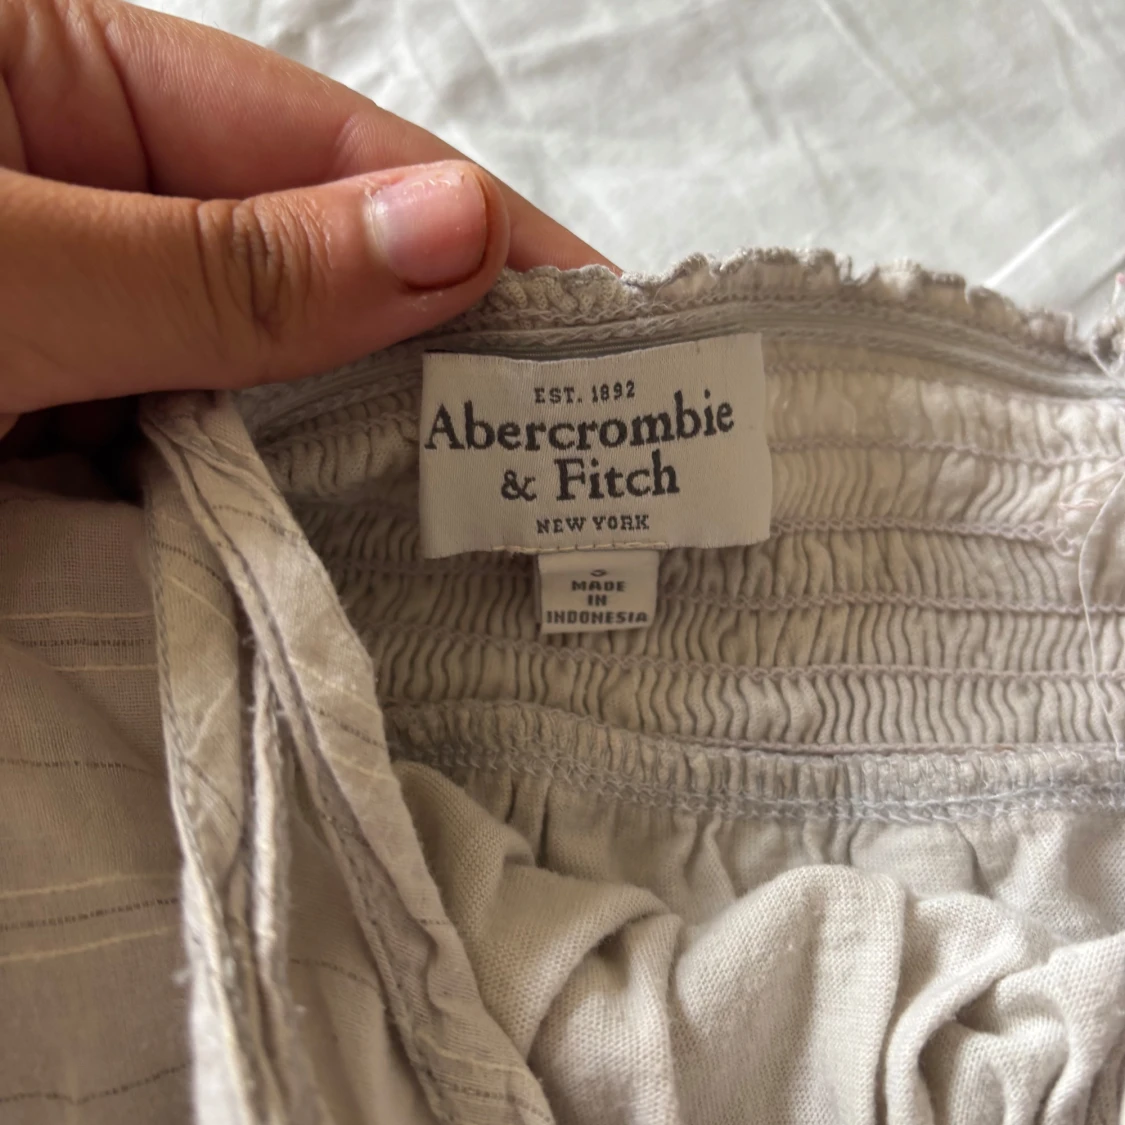 EST. 1892
Abercrombie
& Fitch
NEW YORK
MADE
IN
INDONESIA